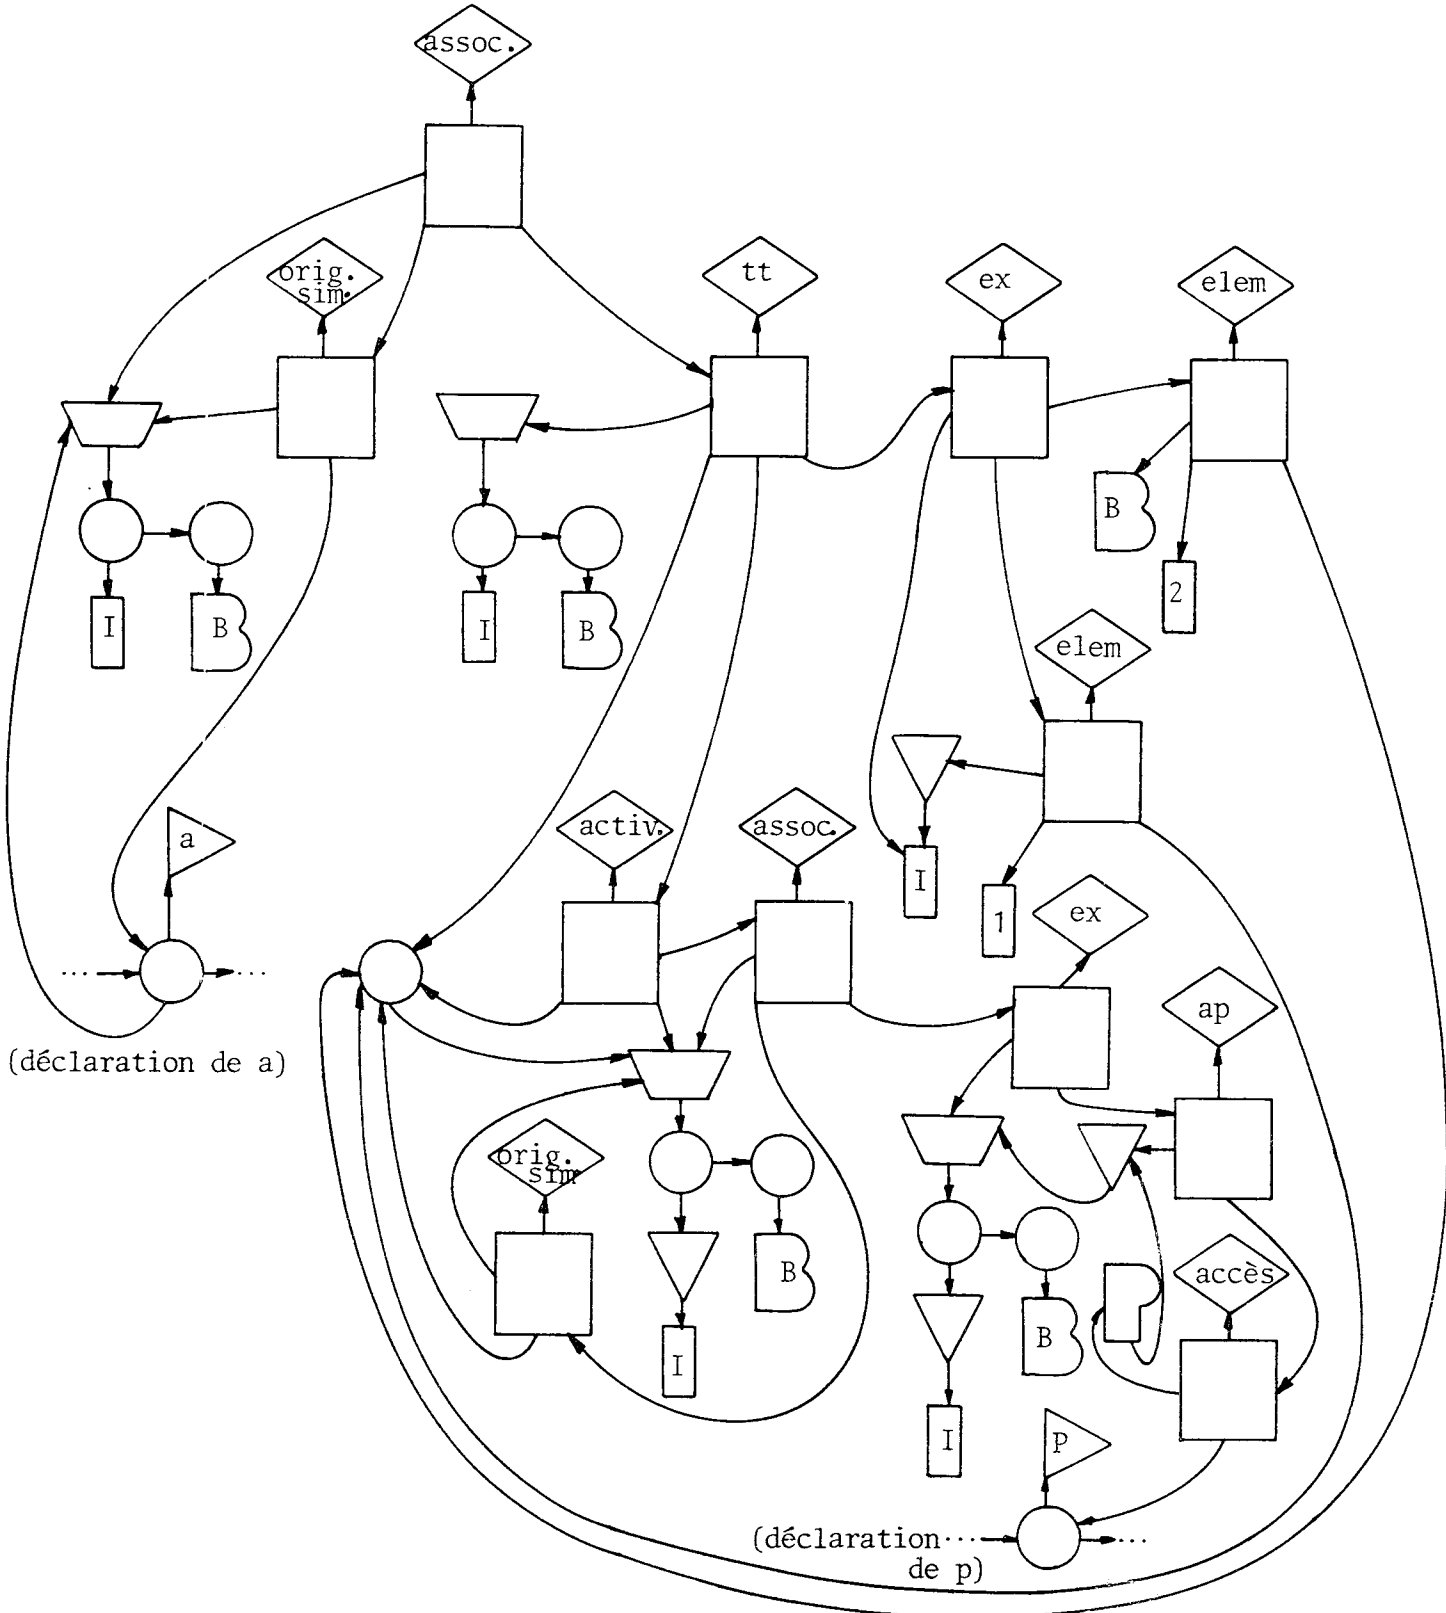 assoc.
orig.
sim.
tt
ex
elem
B
2
I
B
I
B
elem
a
activ.
assoc.
I
1
ex
ap
(déclaration de a)
orig.
sim
B
accès
I
B
I
P
(déclaration
de p)